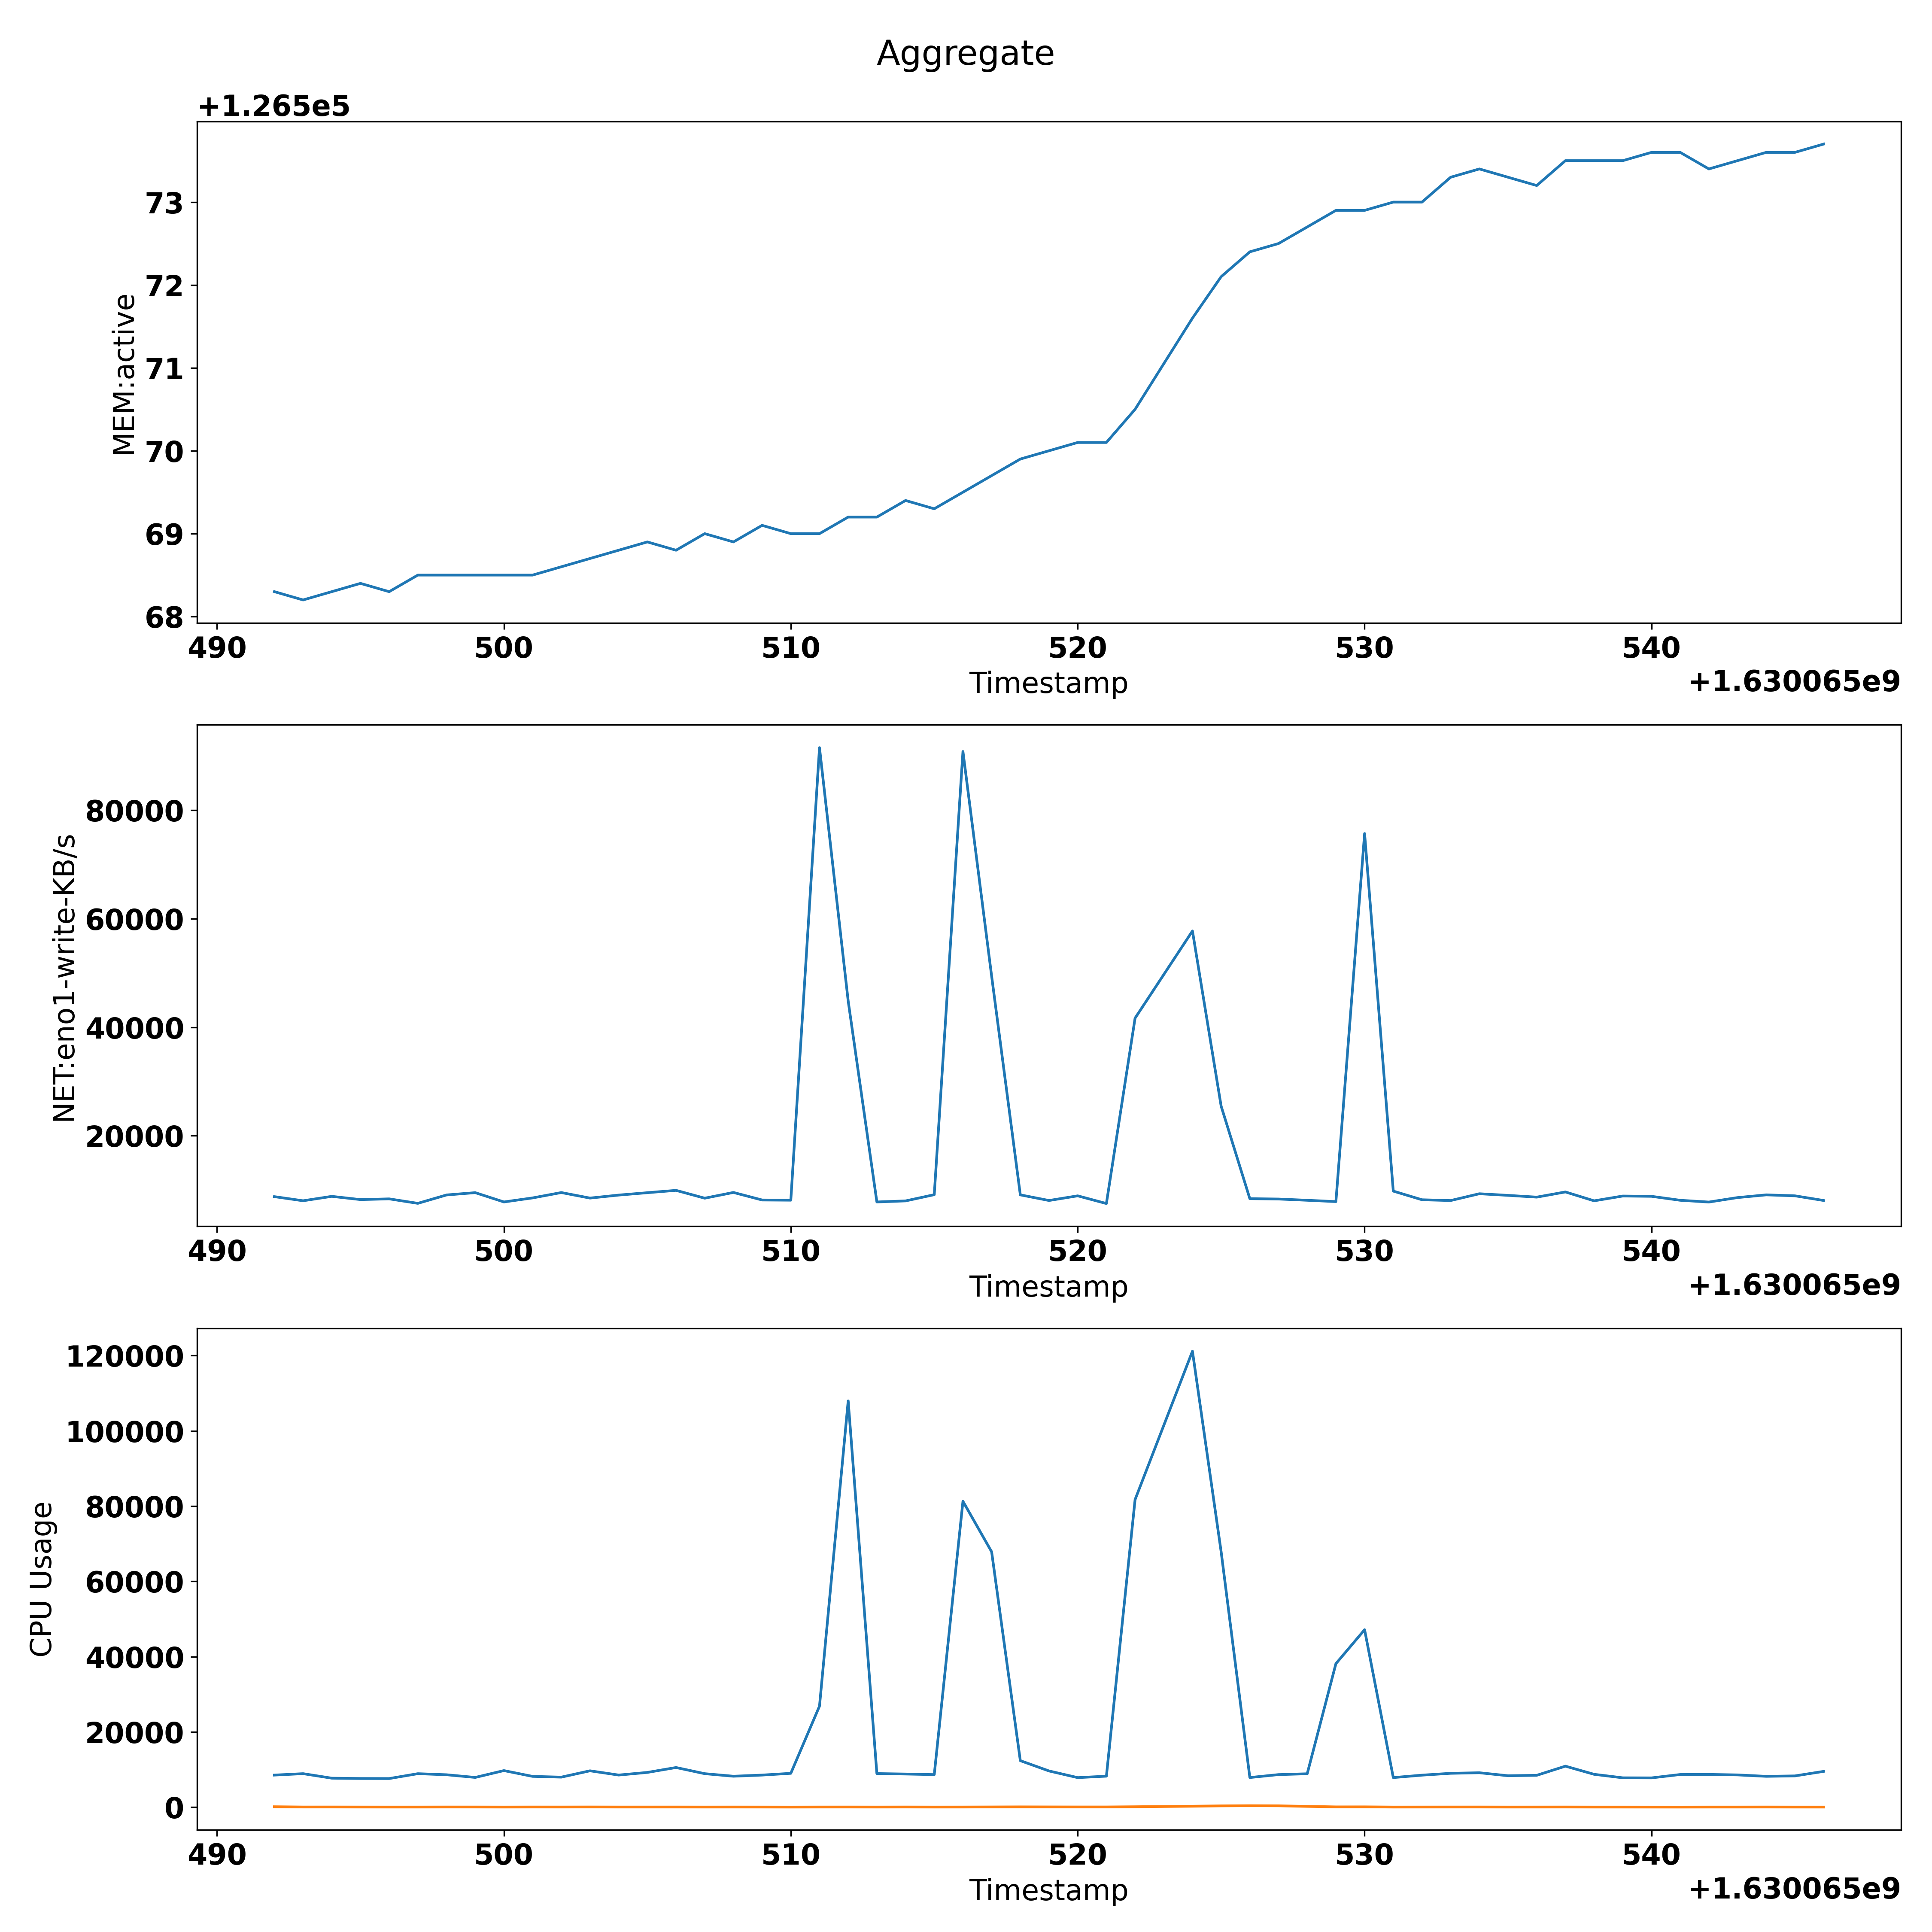 Aggregate
+1.265e5
MEM:active
73
72
71
70
69
68
490 500 510 520 530 540
Timestamp
+1.630065e9
NET:eno1-write-KB/s
80000
60000
40000
20000
490 500 510 520 530 540
Timestamp
+1.630065e9
CPU Usage
120000
100000
80000
60000
40000
20000
0
490 500 510 520 530 540
Timestamp
+1.630065e9